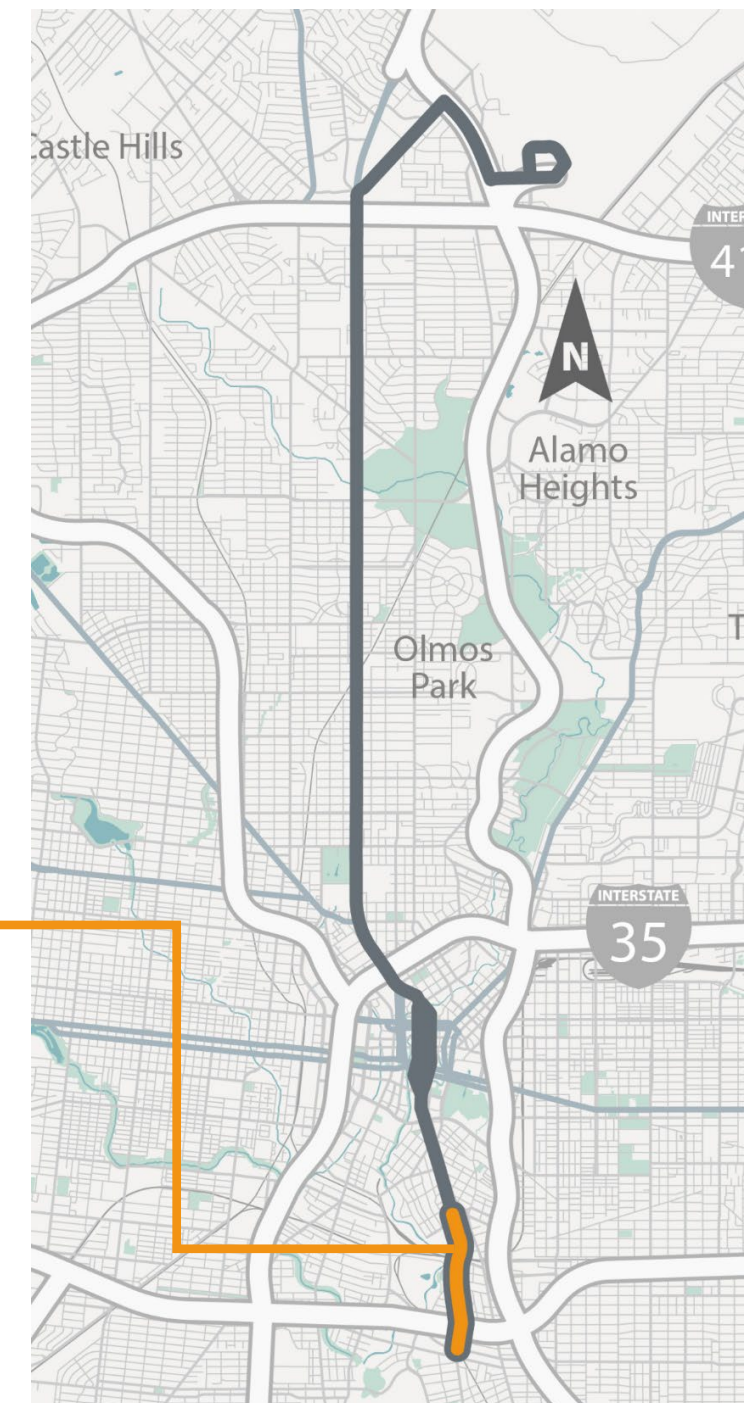 Castle Hills
INTER
41
N
Alamo
Heights
Olmos
Park
T
INTERSTATE
35